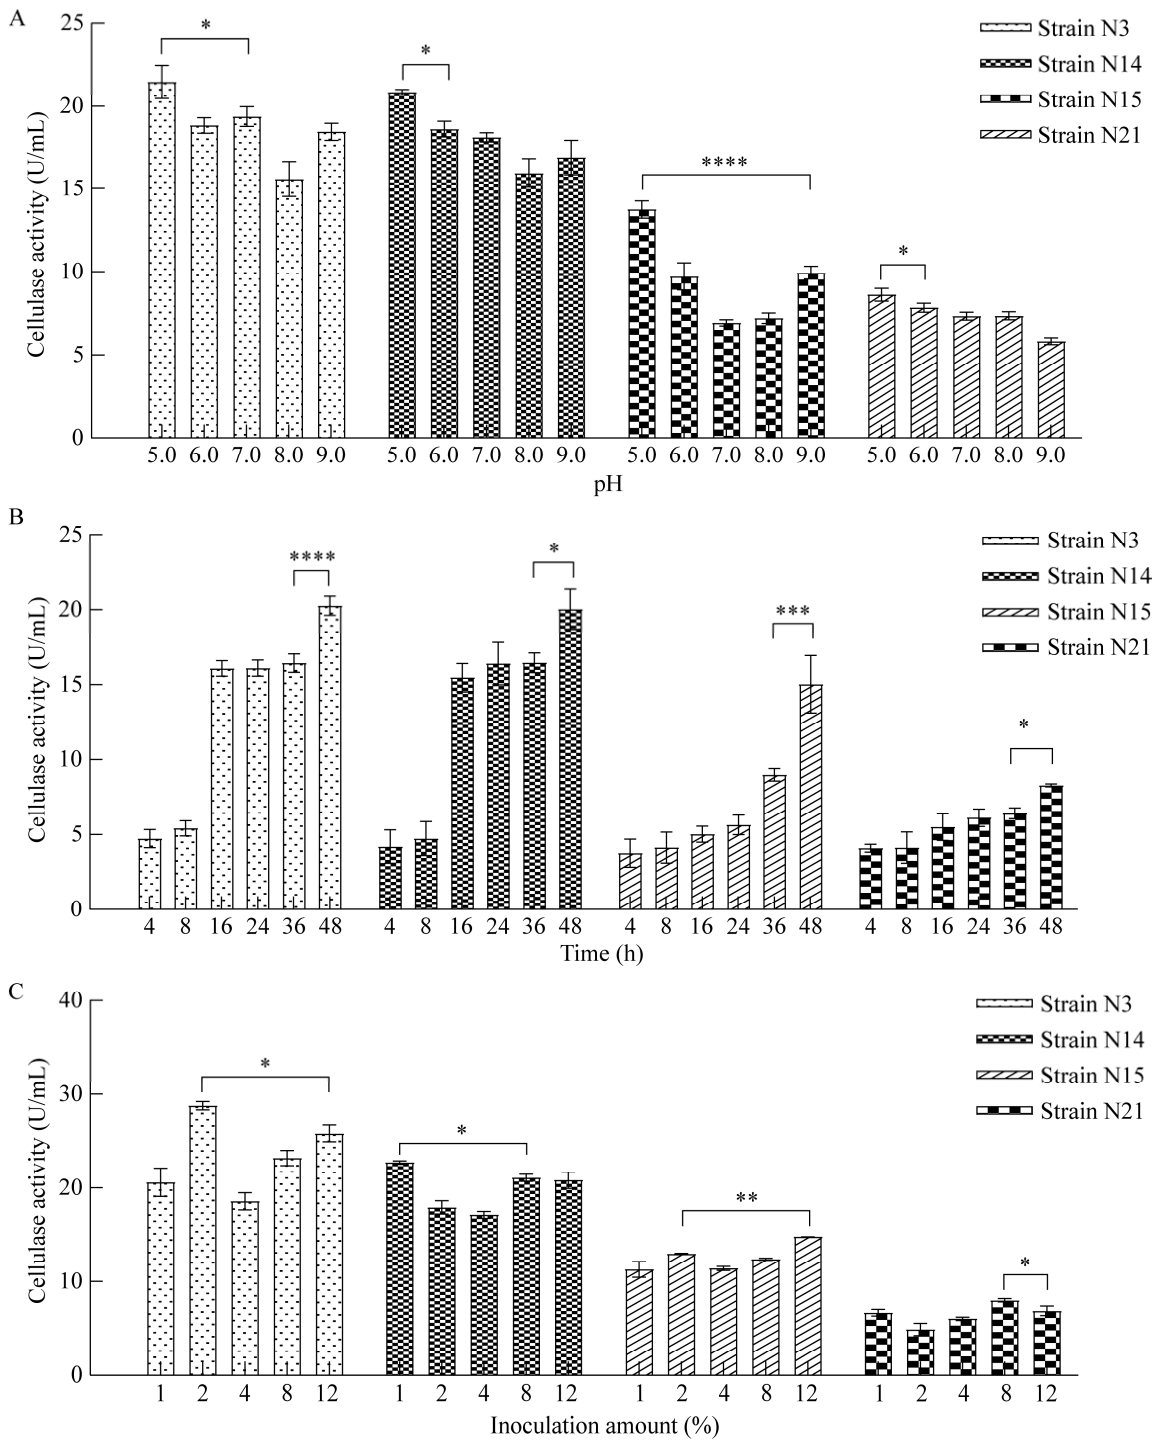 A
25
20
15
10
5
0
Cellulase activity (U/mL)
*
*
****
*
Strain N3
Strain N14
Strain N15
Strain N21
5.0 6.0 7.0 8.0 9.0 5.0 6.0 7.0 8.0 9.0 5.0 6.0 7.0 8.0 9.0 5.0 6.0 7.0 8.0 9.0
pH
B
25
20
15
10
5
0
Cellulase activity (U/mL)
****
*
***
*
Strain N3
Strain N14
Strain N15
Strain N21
4 8 16 24 36 48 4 8 16 24 36 48 4 8 16 24 36 48 4 8 16 24 36 48
Time (h)
C
40
30
20
10
0
Cellulase activity (U/mL)
*
*
**
*
Strain N3
Strain N14
Strain N15
Strain N21
1 2 4 8 12 1 2 4 8 12 1 2 4 8 12 1 2 4 8 12
Inoculation amount (%)